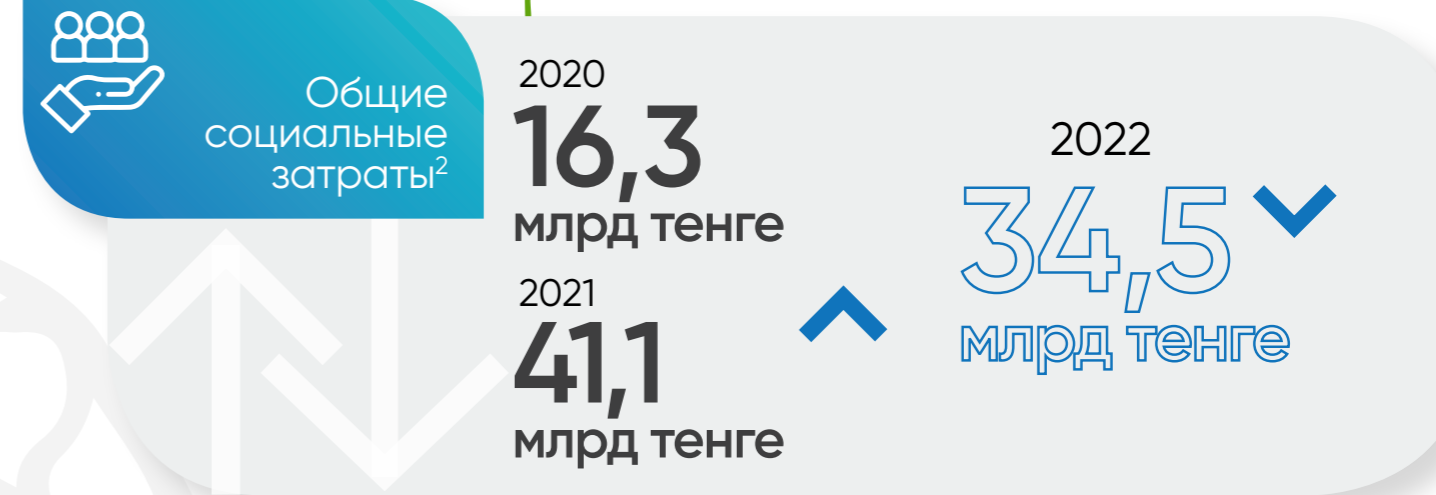 Общие
социальные
затраты²
2020
16,3
млрд тенге
2021
41,1
млрд тенге
2022
34,5
млрд тенге